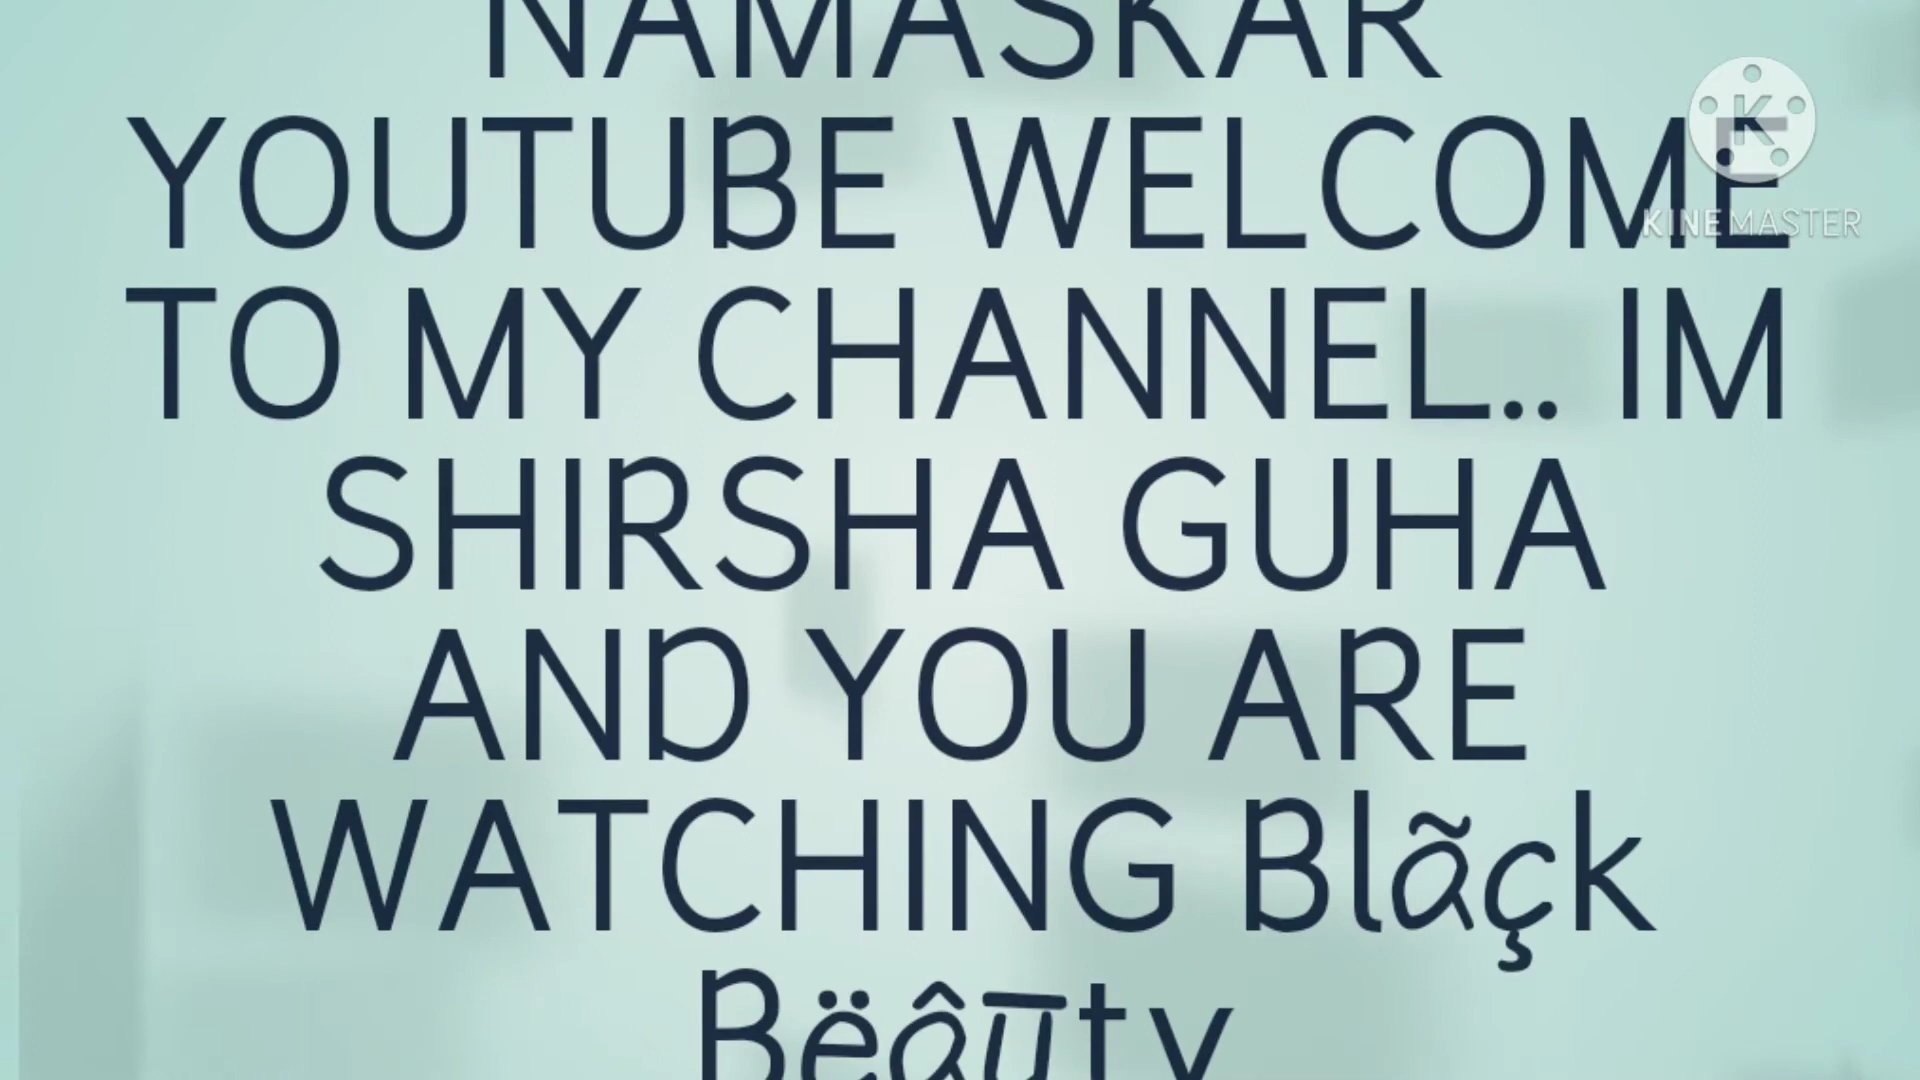 NAMASKAR
YOUTUBE WELCOME
TO MY CHANNEL.. IM
SHIRSHA GUHA
AND YOU ARE
WATCHING Blãçk
Bëâūty
K
KINEMASTER